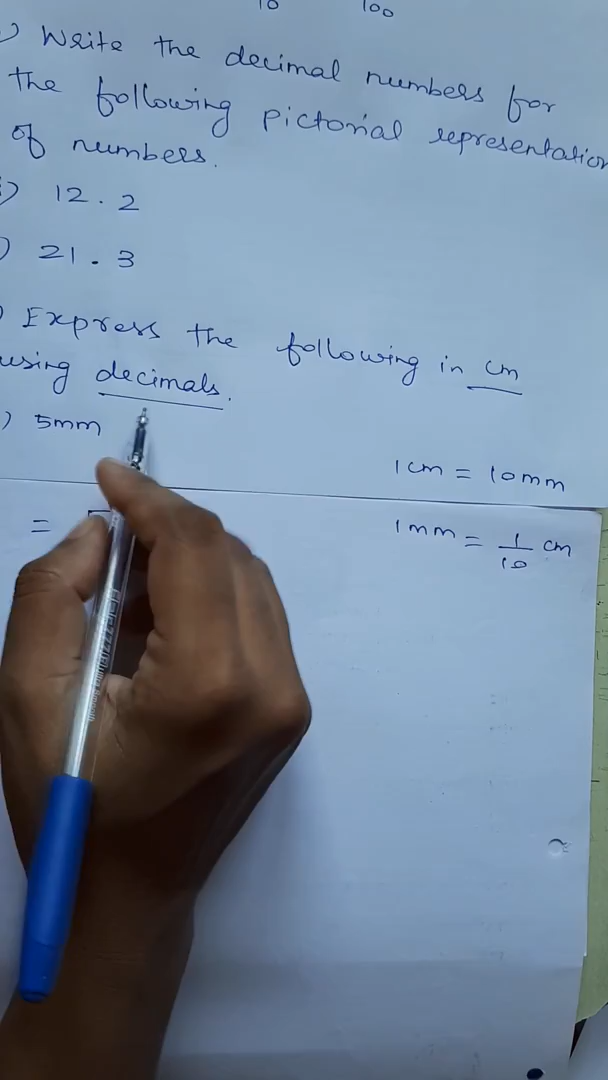 10 100
Write the decimal numbers for
the following pictorial representation
of numbers.
12.2
21.3
Express the following in cm
using decimals.
) 5mm
1cm = 10mm
= 1mm = 1/10 cm